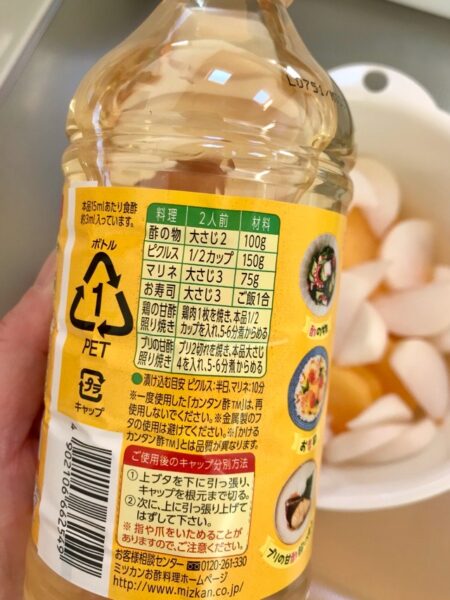 L0751/
本品15mlあたり食酢
約3ml入っています。
料理 2人前 材料
酢の物 大さじ2 100g
ピクルス 1/2カップ 150g
マリネ 大さじ3 75g
お寿司 大さじ3 ご飯1合
鶏の甘酢照り焼き 鶏肉1枚を焼き、本品1/2カップを入れ、5-6分煮からめる
ブリの甘酢照り焼き ブリ2切れを焼き、本品大さじ4を入れ、5-6分煮からめる
●漬け込む目安 ピクルス:半日、マリネ:10分
※一度使用した「カンタン酢™」は、再
使用しないでください。※金属製のフ
タの使用は避けてください。※「かける
カンタン酢™」とは品質が異なります。
ボトル
1
PET
プラ
キャップ
4902106662549
ご使用後のキャップ分別方法
①上ブタを下に引っ張り、
キャップを根元まで切る。
②次に、上に引っ張り上げて
はずして下さい。
※指や爪をいためることが
ありますので、ご注意ください。
お客様相談センター 0120-261-330
ミツカンお酢料理ホームページ
http://www.mizkan.co.jp/
酢の物
ブリの甘酢